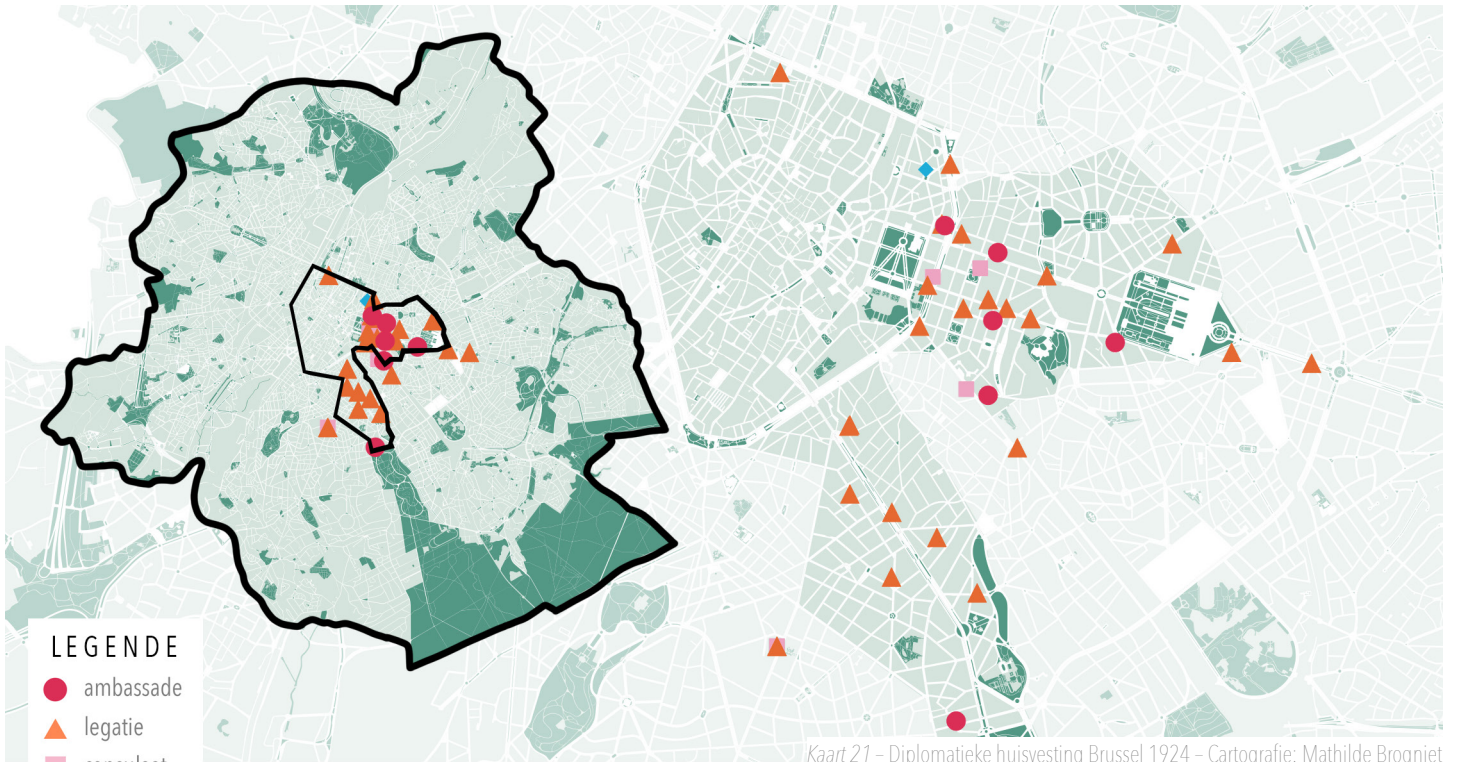 LEGENDE
ambassade
legatie
Kaart 21 – Diplomatieke huisvesting Brussel 1924 – Cartografie: Mathilde Brogniet